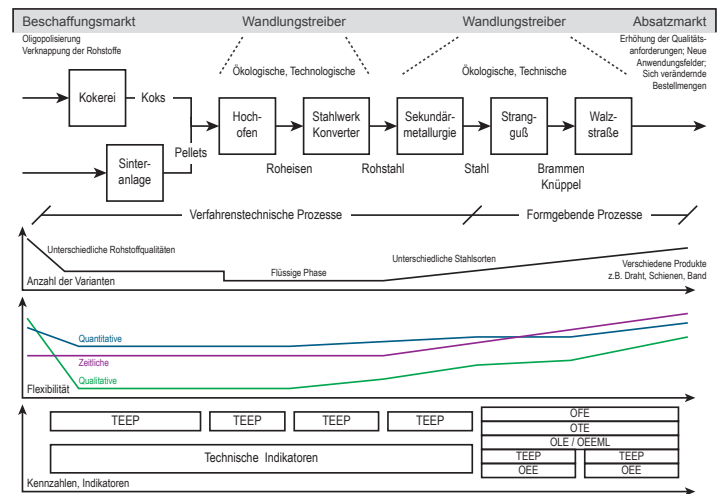 Beschaffungsmarkt
Wandlungstreiber
Wandlungstreiber
Absatzmarkt
Oligopolisierung
Verknappung der Rohstoffe
Ökologische, Technologische
Ökologische, Technische
Erhöhung der Qualitäts-
anforderungen; Neue
Anwendungsfelder;
Sich verändernde
Bestellmengen
Kokerei
Koks
Sinter-
anlage
Pellets
Hoch-
ofen
Roheisen
Stahlwerk
Konverter
Rohstahl
Sekundär-
metallurgie
Stahl
Strang-
guß
Brammen
Knüppel
Walz-
straße
Verfahrenstechnische Prozesse
Formgebende Prozesse
Unterschiedliche Rohstoffqualitäten
Flüssige Phase
Unterschiedliche Stahlsorten
Verschiedene Produkte
z.B. Draht, Schienen, Band
Anzahl der Varianten
Quantitative
Zeitliche
Qualitative
Flexibilität
TEEP
TEEP
TEEP
TEEP
Technische Indikatoren
OFE
OTE
OLE / OEEML
TEEP
TEEP
OEE
OEE
Kennzahlen, Indikatoren